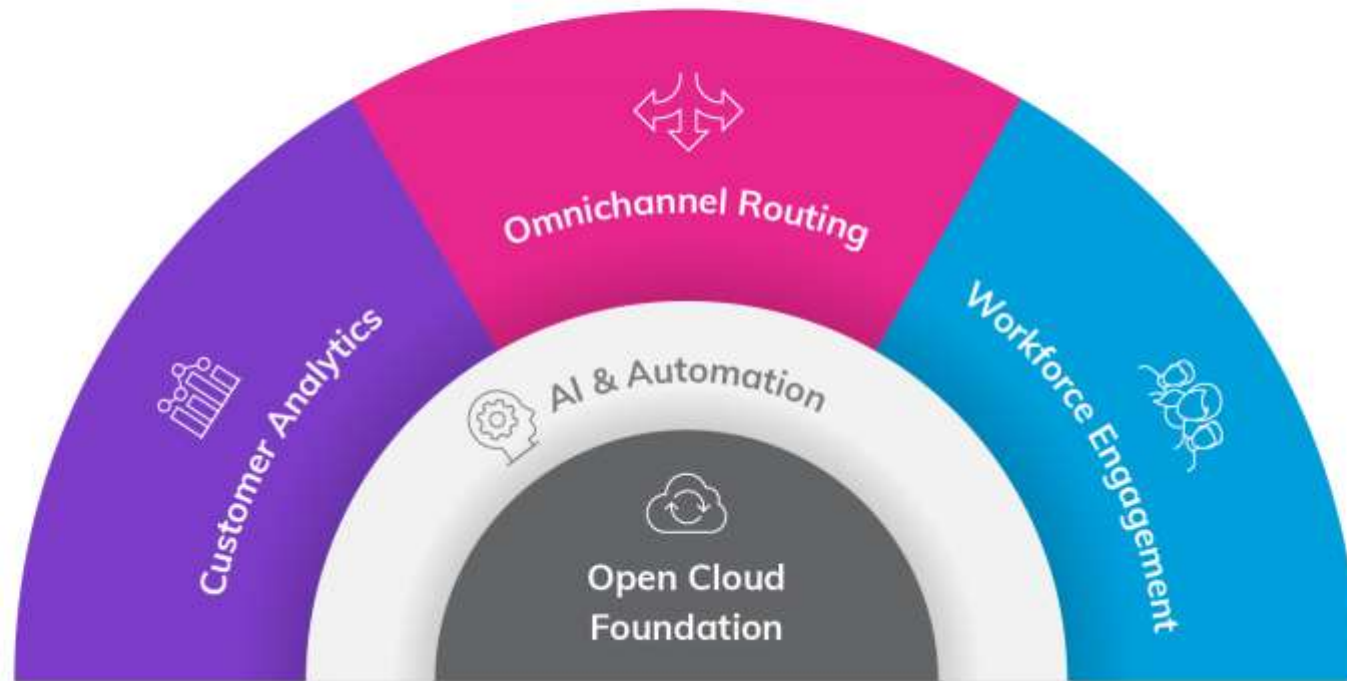 Omnichannel Routing
Customer Analytics
Workforce Engagement
AI & Automation
Open Cloud
Foundation